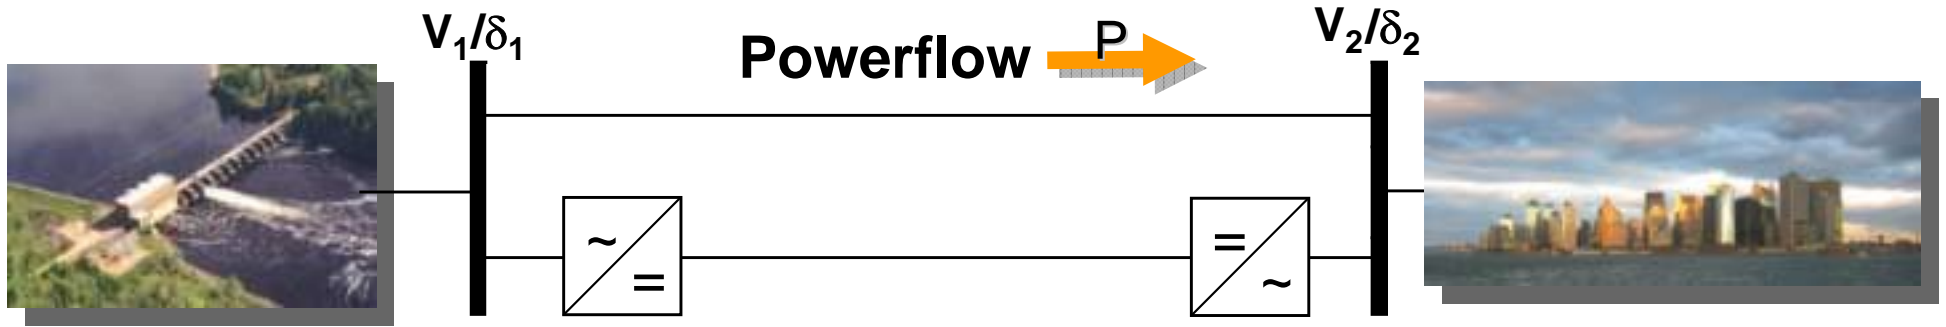 V₁/δ₁
Powerflow P
V₂/δ₂
~
=
=
~